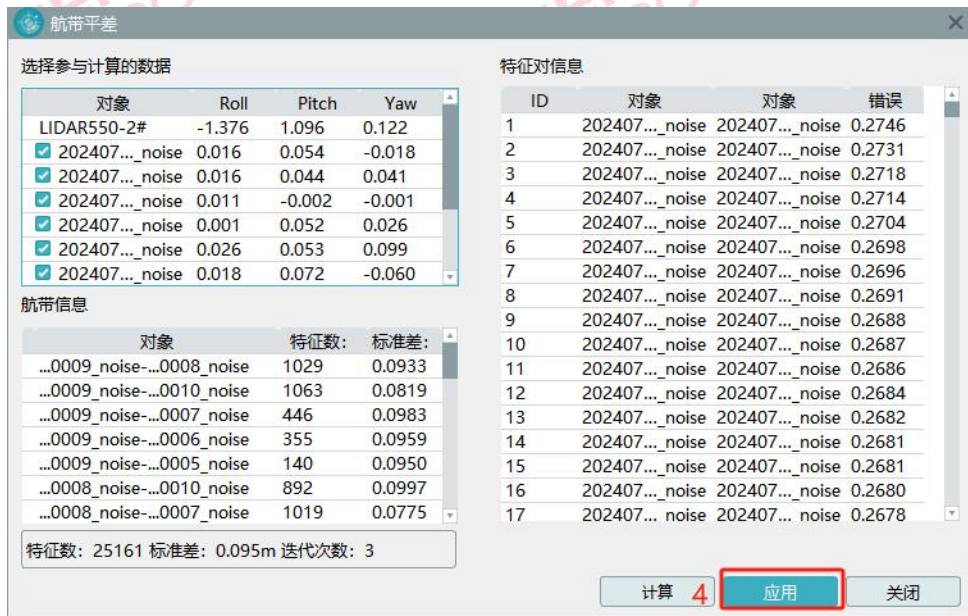 航带平差
选择参与计算的数据
对象 Roll Pitch Yaw
LIDAR550-2# -1.376 1.096 0.122
202407..._noise 0.016 0.054 -0.018
202407..._noise 0.016 0.044 0.041
202407..._noise 0.011 -0.002 -0.001
202407..._noise 0.001 0.052 0.026
202407..._noise 0.026 0.053 0.099
202407..._noise 0.018 0.072 -0.060
航带信息
对象 特征数: 标准差:
...0009_noise-...0008_noise 1029 0.0933
...0009_noise-...0010_noise 1063 0.0819
...0009_noise-...0007_noise 446 0.0983
...0009_noise-...0006_noise 355 0.0959
...0009_noise-...0005_noise 140 0.0950
...0008_noise-...0010_noise 892 0.0997
...0008_noise-...0007_noise 1019 0.0775
特征数: 25161 标准差: 0.095m 迭代次数: 3
特征对信息
ID 对象 对象 错误
1 202407..._noise 202407..._noise 0.2746
2 202407..._noise 202407..._noise 0.2731
3 202407..._noise 202407..._noise 0.2718
4 202407..._noise 202407..._noise 0.2714
5 202407..._noise 202407..._noise 0.2704
6 202407..._noise 202407..._noise 0.2698
7 202407..._noise 202407..._noise 0.2696
8 202407..._noise 202407..._noise 0.2691
9 202407..._noise 202407..._noise 0.2688
10 202407..._noise 202407..._noise 0.2687
11 202407..._noise 202407..._noise 0.2686
12 202407..._noise 202407..._noise 0.2684
13 202407..._noise 202407..._noise 0.2682
14 202407..._noise 202407..._noise 0.2681
15 202407..._noise 202407..._noise 0.2681
16 202407..._noise 202407..._noise 0.2680
17 202407..._noise 202407..._noise 0.2678
计算 4 应用 关闭